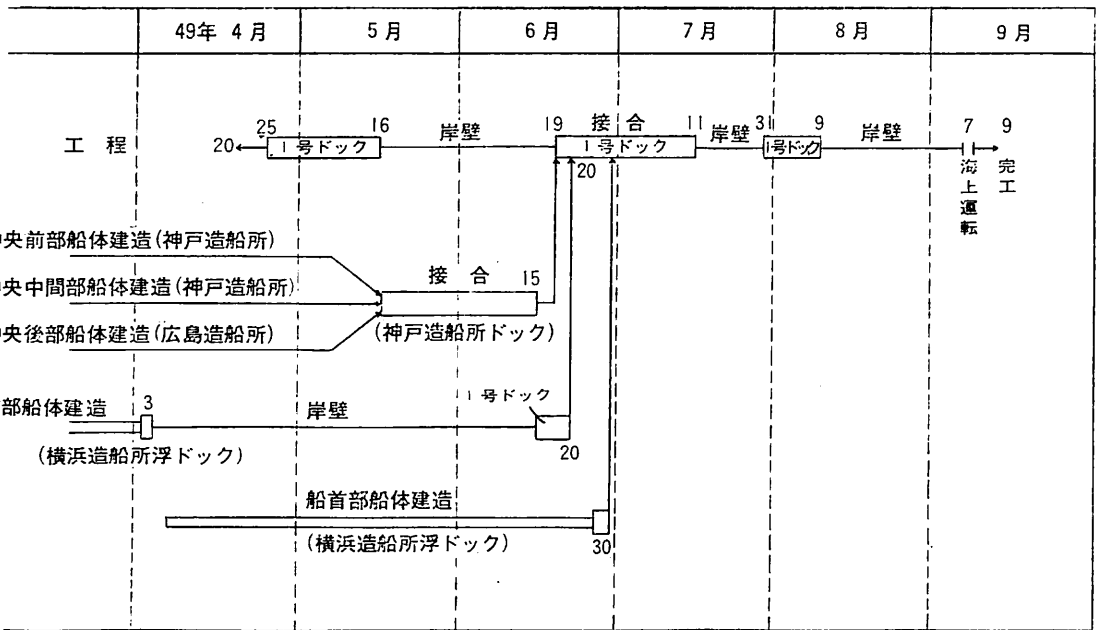 49年 4月 5月 6月 7月 8月 9月
工程 20 25 1号ドック 16 岸壁 19 接合 1号ドック 20 11 岸壁 31 1号ドック 9 岸壁 7 海上運転 9 完工
央前部船体建造(神戸造船所)
央中間部船体建造(神戸造船所) 接合 15
央後部船体建造(広島造船所) (神戸造船所ドック)
部船体建造 3 岸壁 1号ドック
(横浜造船所浮ドック) 20
船首部船体建造
(横浜造船所浮ドック) 30